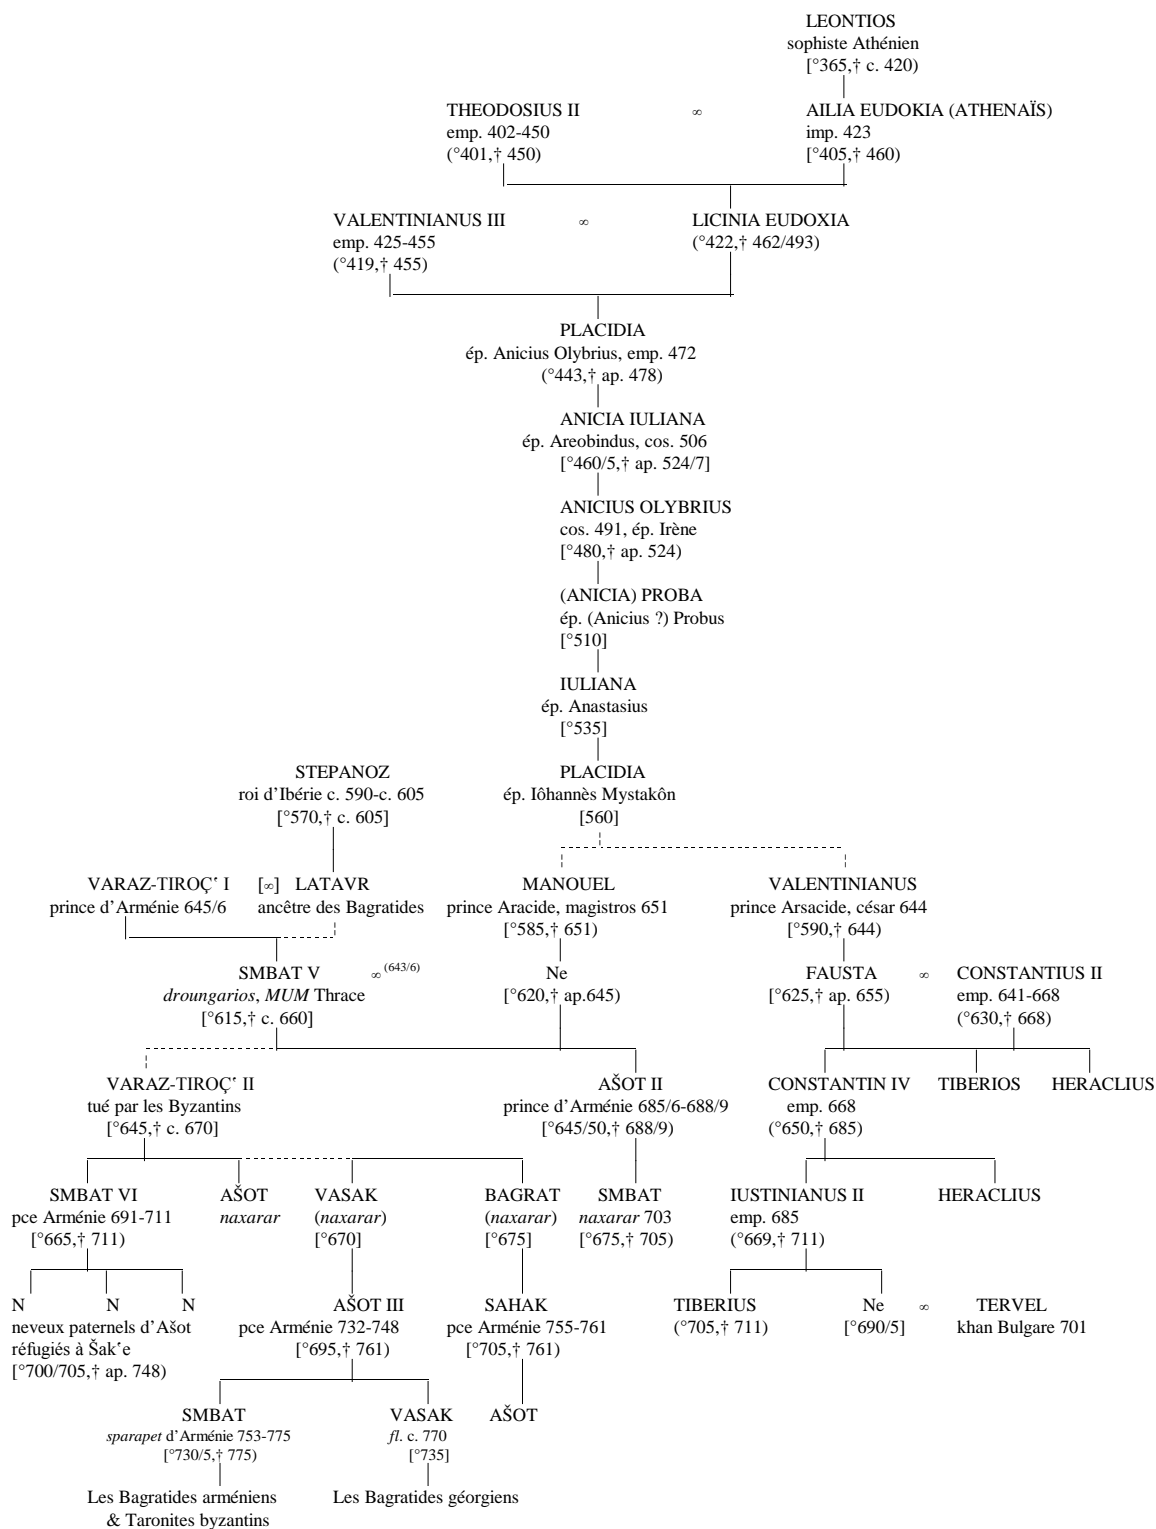 LEONTIOS
sophiste Athénien
[°365,† c. 420)
THEODOSIUS II ∞ AILIA EUDOKIA (ATHENAÏS)
emp. 402-450 imp. 423
(°401,† 450) [°405,† 460)
VALENTINIANUS III ∞ LICINIA EUDOXIA
emp. 425-455 (°422,† 462/493)
(°419,† 455)
PLACIDIA
ép. Anicius Olybrius, emp. 472
(°443,† ap. 478)
ANICIA IULIANA
ép. Areobindus, cos. 506
[°460/5,† ap. 524/7]
ANICIUS OLYBRIUS
cos. 491, ép. Irène
[°480,† ap. 524)
(ANICIA) PROBA
ép. (Anicius ?) Probus
[°510]
IULIANA
ép. Anastasius
[°535]
STEPANOZ PLACIDIA
roi d'Ibérie c. 590-c. 605 ép. Iôhannès Mystakôn
[°570,† c. 605] [560]
VARAZ-TIROÇʿ I [∞] LATAVR MANOUEL VALENTINIANUS
prince d'Arménie 645/6 ancêtre des Bagratides prince Aracide, magistros 651 prince Arsacide, césar 644
[°585,† 651) [°590,† 644)
SMBAT V ∞ (643/6) Ne FAUSTA ∞ CONSTANTIUS II
droungarios, MUM Thrace [°620,† ap.645) [°625,† ap. 655) emp. 641-668
[°615,† c. 660] (°630,† 668)
VARAZ-TIROÇʿ II AŠOT II CONSTANTIN IV TIBERIOS HERACLIUS
tué par les Byzantins prince d'Arménie 685/6-688/9 emp. 668
[°645,† c. 670] [°645/50,† 688/9) (°650,† 685)
SMBAT VI AŠOT VASAK BAGRAT SMBAT IUSTINIANUS II HERACLIUS
pce Arménie 691-711 naxarar (naxarar) (naxarar) naxarar 703 emp. 685
[°665,† 711) [°670] [°675] [°675,† 705) (°669,† 711)
N N N AŠOT III SAHAK TIBERIUS Ne ∞ TERVEL
neveux paternels d'Ašot pce Arménie 732-748 pce Arménie 755-761 (°705,† 711) [°690/5] khan Bulgare 701
réfugiés à Šakʿe [°695,† 761) [°705,† 761)
[°700/705,† ap. 748)
SMBAT VASAK AŠOT
sparapet d'Arménie 753-775 fl. c. 770
[°730/5,† 775) [°735]
Les Bagratides arméniens Les Bagratides géorgiens
& Taronites byzantins